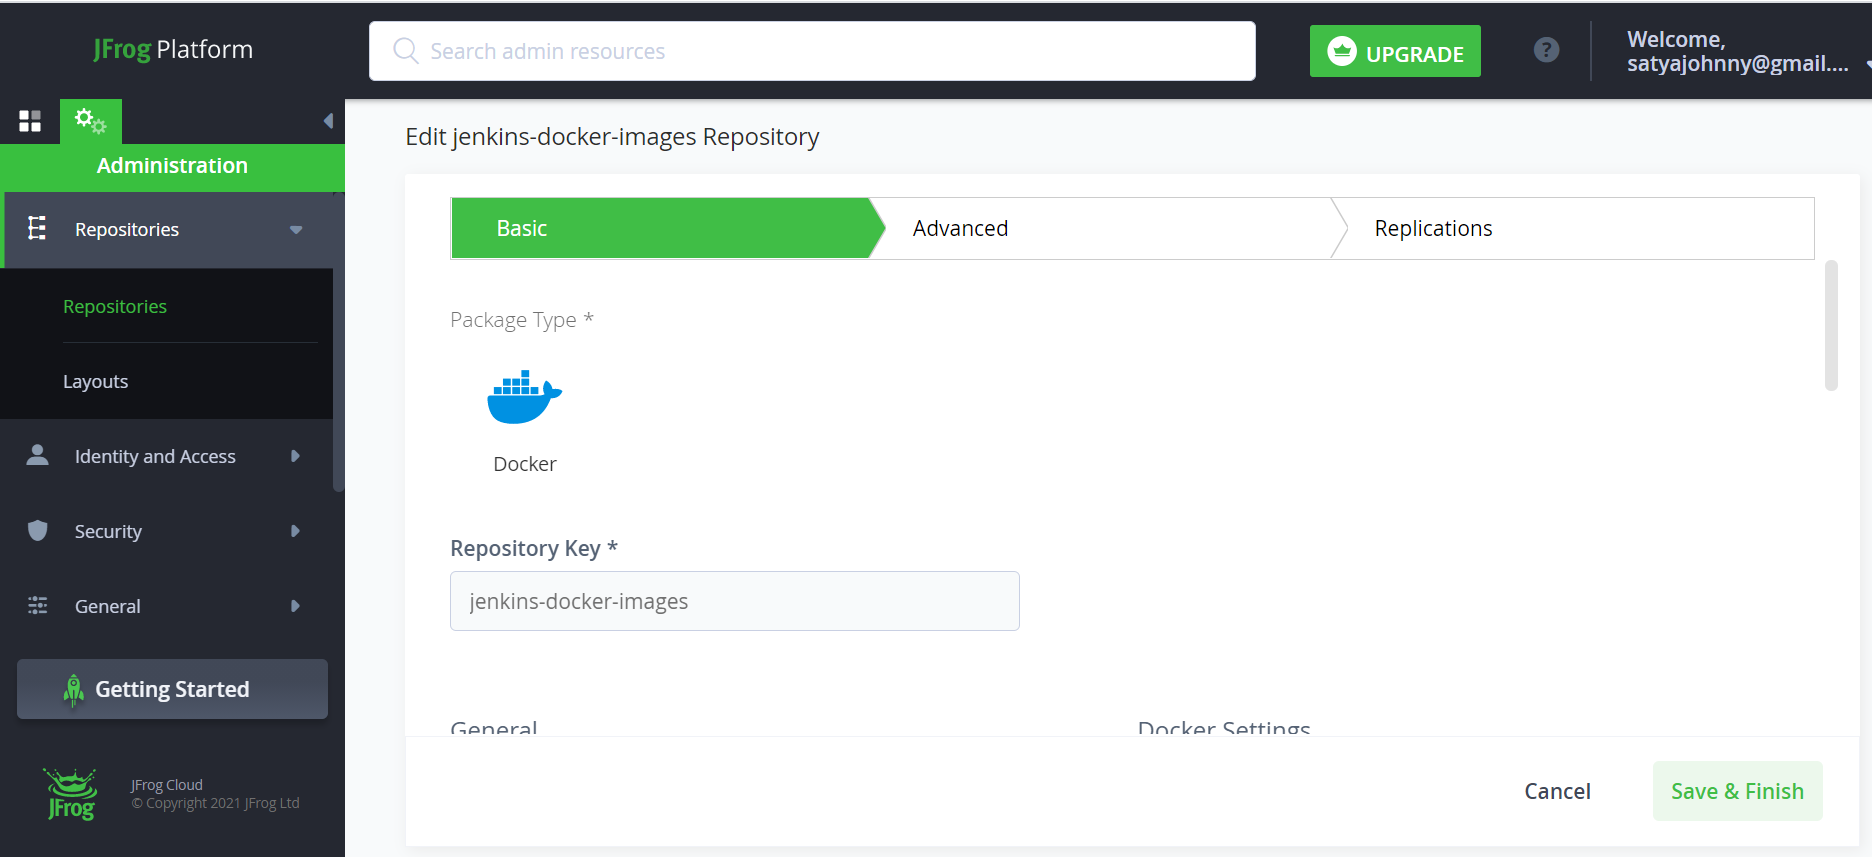 JFrog Platform
Search admin resources
UPGRADE
?
Welcome,
satyajohnny@gmail....
Administration
Repositories
Repositories
Layouts
Identity and Access
Security
General
Getting Started
JFrog
JFrog Cloud
© Copyright 2021 JFrog Ltd
Edit jenkins-docker-images Repository
Basic
Advanced
Replications
Package Type *
Docker
Repository Key *
jenkins-docker-images
General
Docker Settings
Cancel
Save & Finish